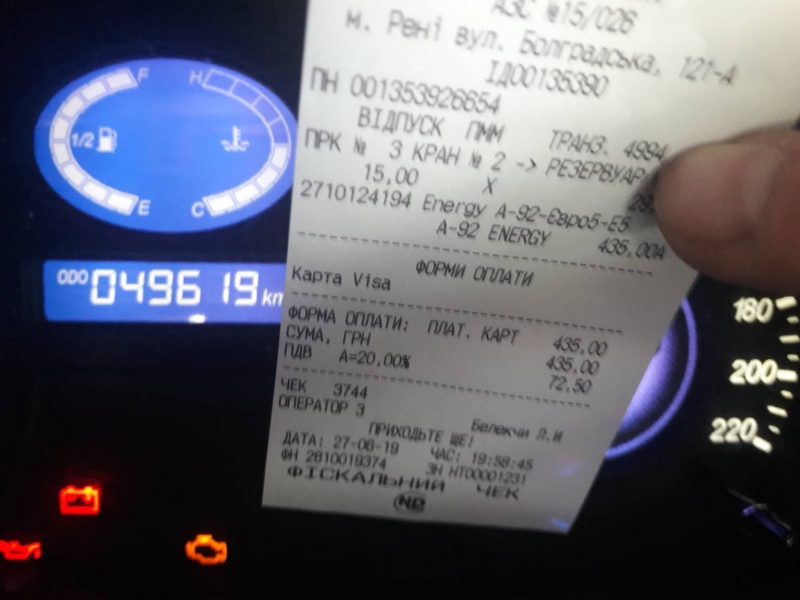 АЗС №15/026
м. Рені вул. Болградська, 121-А
ІД00135390
ПН 001353926654
ВІДПУСК ПММ ТРАНЗ. 4994
ПРК № 3 КРАН № 2 -> РЕЗЕРВУАР
15,00 X 29,
2710124194 Energy А-92-Євро5-Е5
А-92 ENERGY 435,00А
ФОРМИ ОПЛАТИ
Карта Visa
ФОРМА ОПЛАТИ: ПЛАТ. КАРТ 435,00
СУМА, ГРН 435,00
ПДВ А=20,00% 72,50
ЧЕК 3744
ОПЕРАТОР 3 Белекчи Л.И
ПРИХОДЬТЕ ЩЕ!
ДАТА: 27-06-19 ЧАС: 19:58:45
ФН 2810019374 ЗН НТ00001231
ФІСКАЛЬНИЙ ЧЕК
F H
1/2
E C
ODO 049619 km
180
200
220